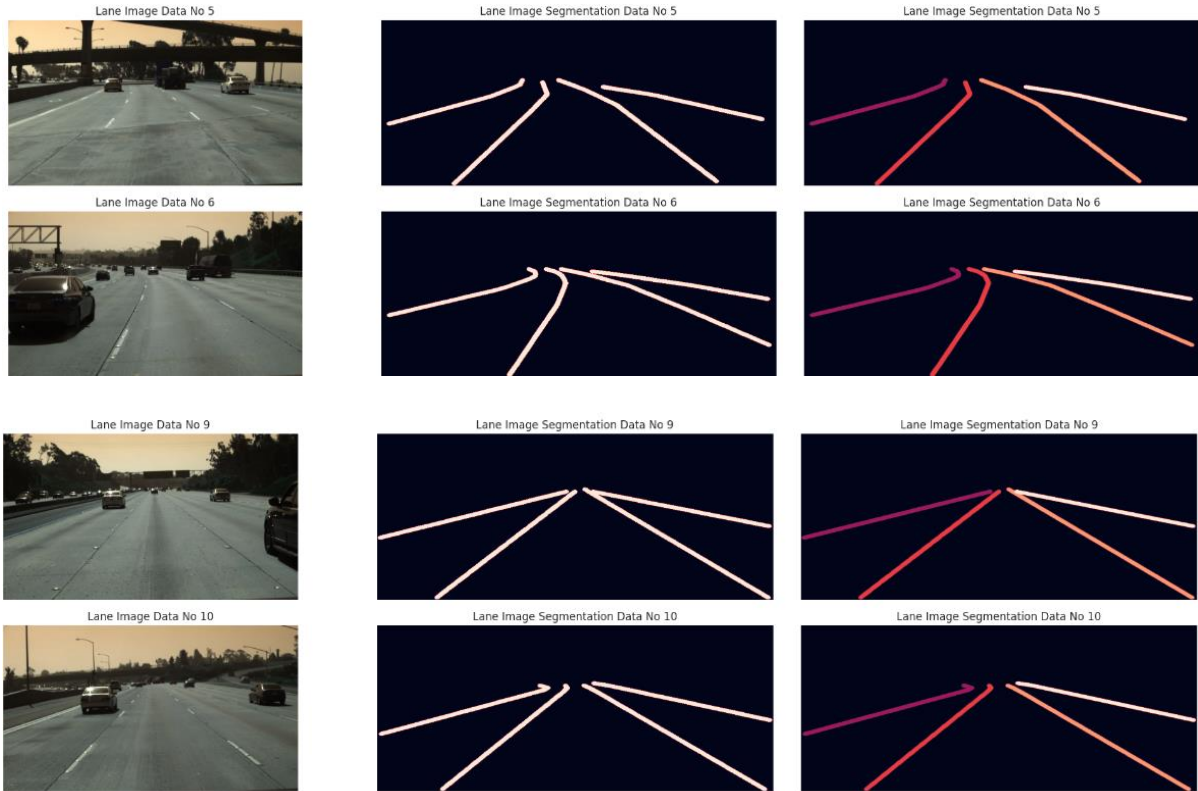 Lane Image Data No 5
Lane Image Segmentation Data No 5
Lane Image Segmentation Data No 5
Lane Image Data No 6
Lane Image Segmentation Data No 6
Lane Image Segmentation Data No 6
Lane Image Data No 9
Lane Image Segmentation Data No 9
Lane Image Segmentation Data No 9
Lane Image Data No 10
Lane Image Segmentation Data No 10
Lane Image Segmentation Data No 10